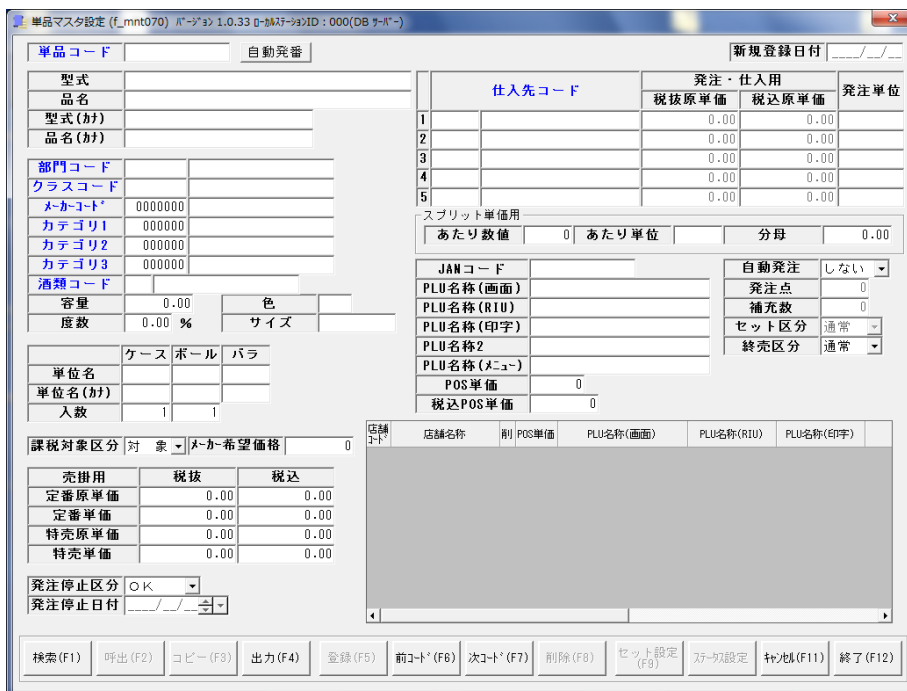 単品マスタ設定 (f_mnt070) ﾊﾞｰｼﾞｮﾝ 1.0.33 ﾛｰｶﾙｽﾃｰｼｮﾝID : 000(DB ｻｰﾊﾞｰ)
単品コード 自動発番 新規登録日付 ____/__/__
型式
品名
型式(ｶﾅ)
品名(ｶﾅ)
仕入先コード 発注・仕入用 発注単位
税抜原単価 税込原単価
1 0.00 0.00
2 0.00 0.00
3 0.00 0.00
4 0.00 0.00
5 0.00 0.00
部門コード
クラスコード
ﾒｰｶｰｺｰﾄﾞ 0000000
カテゴリ1 000000
カテゴリ2 000000
カテゴリ3 000000
酒類コード
容量 0.00 色
度数 0.00 % サイズ
スプリット単価用
あたり数値 0 あたり単位 分母 0.00
JANコード
PLU名称(画面)
PLU名称(RIU)
PLU名称(印字)
PLU名称2
PLU名称(ﾒﾆｭｰ)
POS単価 0
税込POS単価 0
自動発注 しない
発注点 0
補充数 0
セット区分 通常
終売区分 通常
ケース ボール バラ
単位名
単位名(ｶﾅ)
入数 1 1
課税対象区分 対 象 ﾒｰｶｰ希望価格 0
売掛用 税抜 税込
定番原単価 0.00 0.00
定番単価 0.00 0.00
特売原単価 0.00 0.00
特売単価 0.00 0.00
発注停止区分 ＯＫ
発注停止日付 ____/__/__
店舗ｺｰﾄﾞ 店舗名称 削 POS単価 PLU名称(画面) PLU名称(RIU) PLU名称(印字)
検索(F1) 呼出(F2) コピー(F3) 出力(F4) 登録(F5) 前ｺｰﾄﾞ(F6) 次ｺｰﾄﾞ(F7) 削除(F8) セット設定(F9) ｽﾃｰﾀｽ設定 ｷｬﾝｾﾙ(F11) 終了(F12)